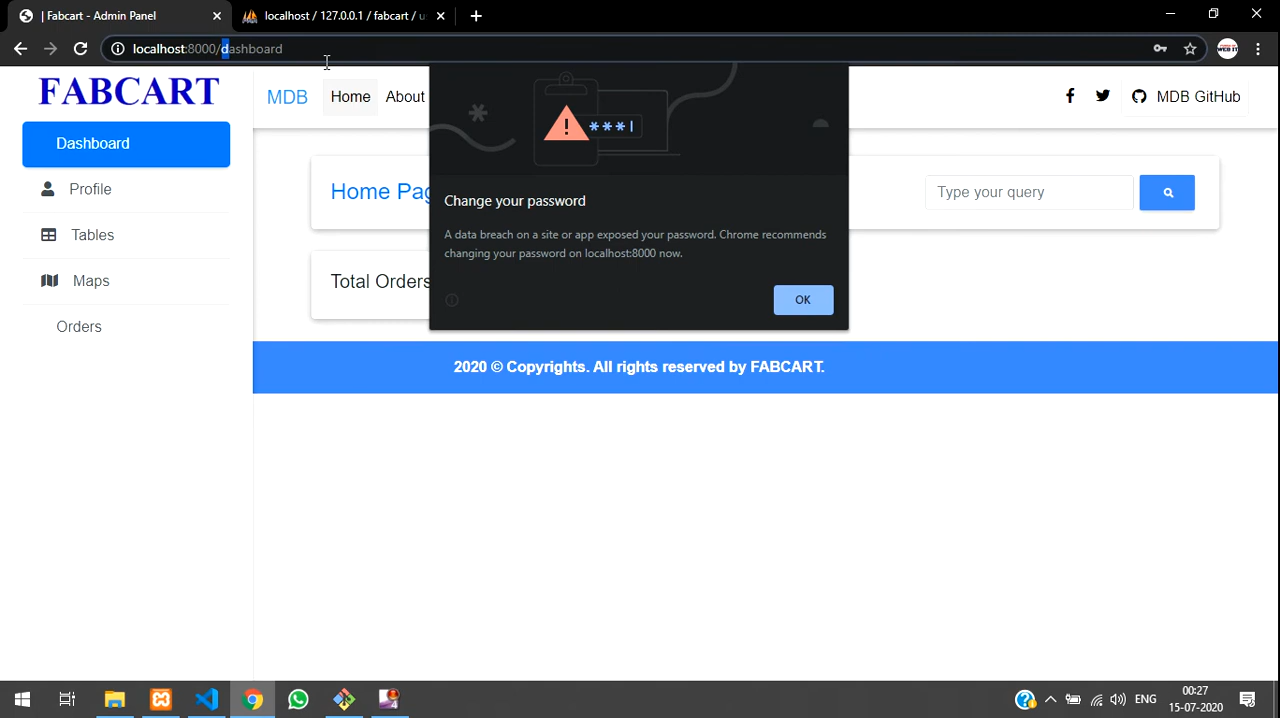 | Fabcart - Admin Panel
localhost / 127.0.0.1 / fabcart / u
localhost:8000/dashboard
FABCART
MDB
Home
About
MDB GitHub
Dashboard
Profile
Tables
Maps
Orders
Home Pag
Type your query
Total Orders
***|
Change your password
A data breach on a site or app exposed your password. Chrome recommends
changing your password on localhost:8000 now.
OK
2020 © Copyrights. All rights reserved by FABCART.
ENG
00:27
15-07-2020